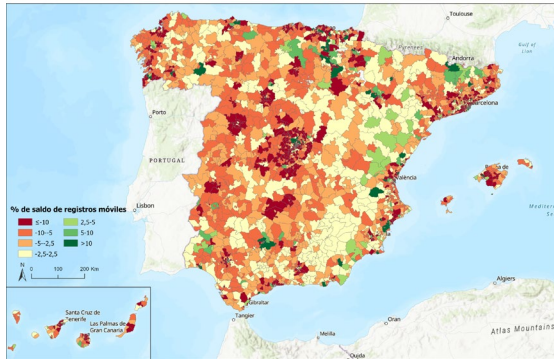 Toulouse
Gulf of
Lion
Pyrenees
Andorra
Barcelona
Porto
PORTUGAL
València
Lisbon
% de saldo de registros móviles
≤-10
-10--5
-5--2,5
-2,5-2,5
2,5-5
5-10
>10
N
0
100
200 Km
Gibraltar
Tangier
Algiers
Oran
Melilla
Oujda
Atlas Mountains
Santa Cruz de
Tenerife
Las Palmas de
Gran Canaria